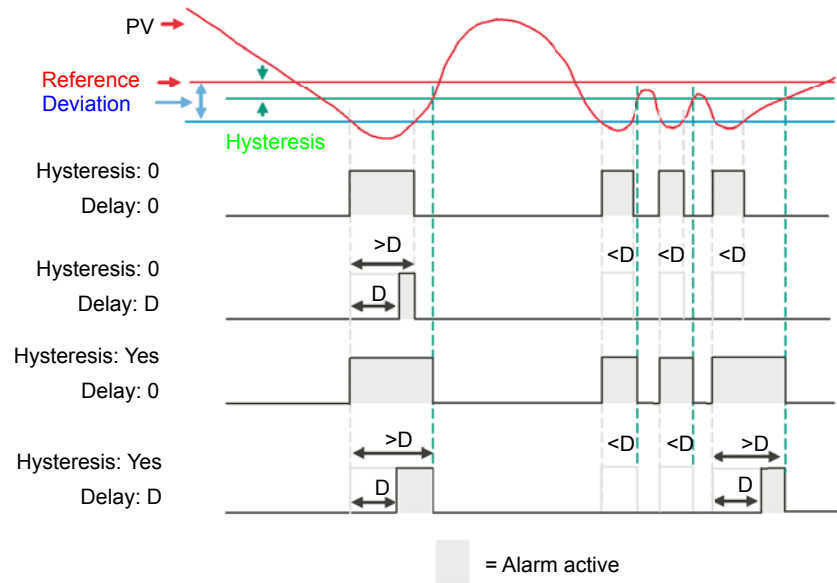 PV
Reference
Deviation
Hysteresis
Hysteresis: 0
Delay: 0
>D
<D <D <D
Hysteresis: 0
D
Delay: D
Hysteresis: Yes
Delay: 0
>D <D <D >D
Hysteresis: Yes
D D
Delay: D
= Alarm active